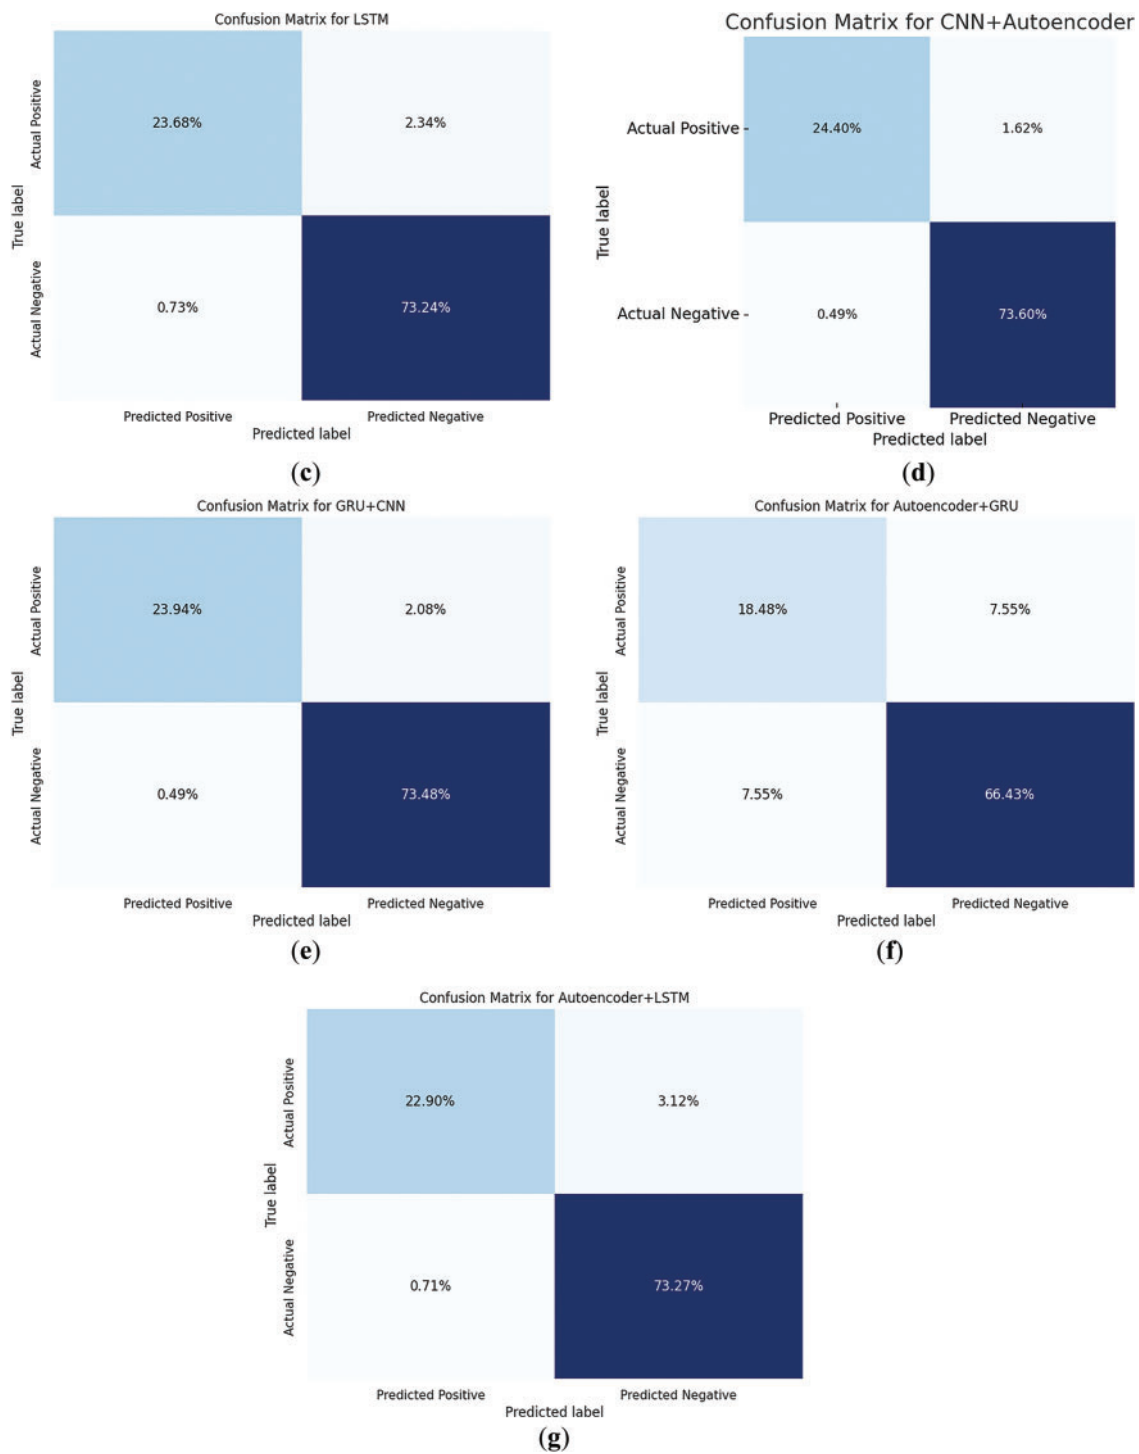 Confusion Matrix for LSTM
Actual Positive
23.68%
2.34%
True label
Actual Negative
0.73%
73.24%
Predicted Positive
Predicted Negative
Predicted label
(c)
Confusion Matrix for CNN+Autoencoder
Actual Positive
24.40%
1.62%
True label
Actual Negative
0.49%
73.60%
Predicted Positive
Predicted Negative
Predicted label
(d)
Confusion Matrix for GRU+CNN
Actual Positive
23.94%
2.08%
True label
Actual Negative
0.49%
73.48%
Predicted Positive
Predicted Negative
Predicted label
(e)
Confusion Matrix for Autoencoder+GRU
Actual Positive
18.48%
7.55%
True label
Actual Negative
7.55%
66.43%
Predicted Positive
Predicted Negative
Predicted label
(f)
Confusion Matrix for Autoencoder+LSTM
Actual Positive
22.90%
3.12%
True label
Actual Negative
0.71%
73.27%
Predicted Positive
Predicted Negative
Predicted label
(g)